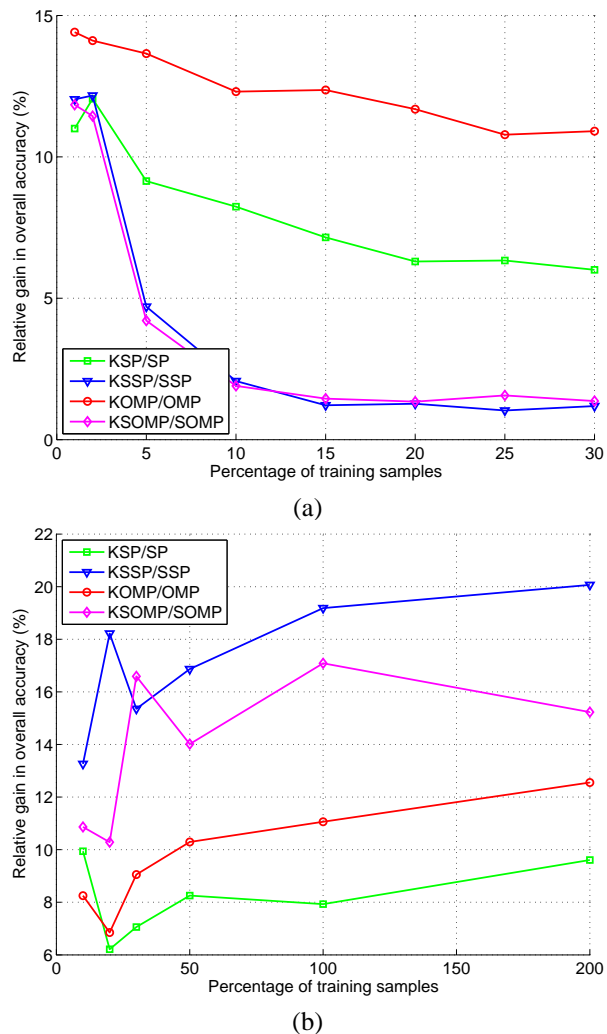 15
10
5
0
Relative gain in overall accuracy (%)
KSP/SP
KSSP/SSP
KOMP/OMP
KSOMP/SOMP
0 5 10 15 20 25 30
Percentage of training samples
(a)
22
20
18
16
14
12
10
8
6
Relative gain in overall accuracy (%)
KSP/SP
KSSP/SSP
KOMP/OMP
KSOMP/SOMP
0 50 100 150 200
Percentage of training samples
(b)